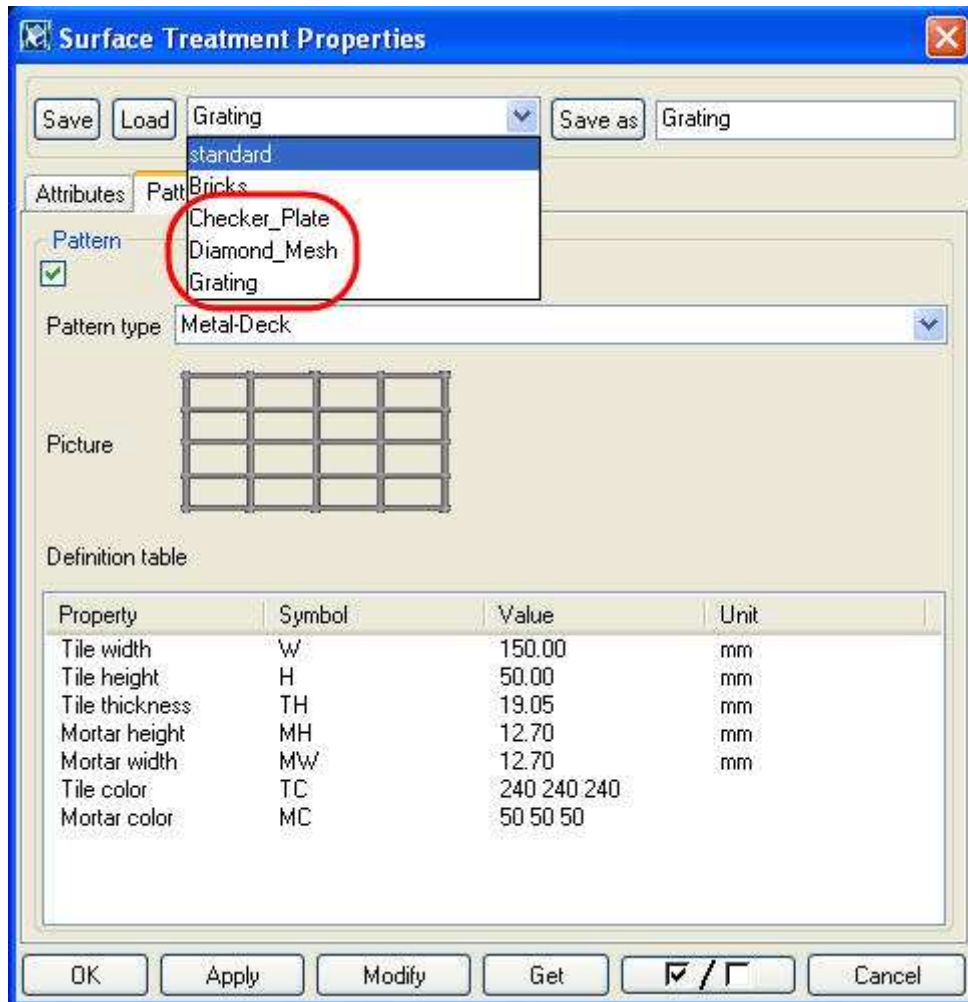 Surface Treatment Properties
Save Load Grating Save as Grating
standard
Bricks
Attributes Patt
Checker_Plate
Pattern
Diamond_Mesh
Grating
Pattern type Metal-Deck
Picture
Definition table
Property Symbol Value Unit
Tile width W 150.00 mm
Tile height H 50.00 mm
Tile thickness TH 19.05 mm
Mortar height MH 12.70 mm
Mortar width MW 12.70 mm
Tile color TC 240 240 240
Mortar color MC 50 50 50
OK Apply Modify Get / Cancel